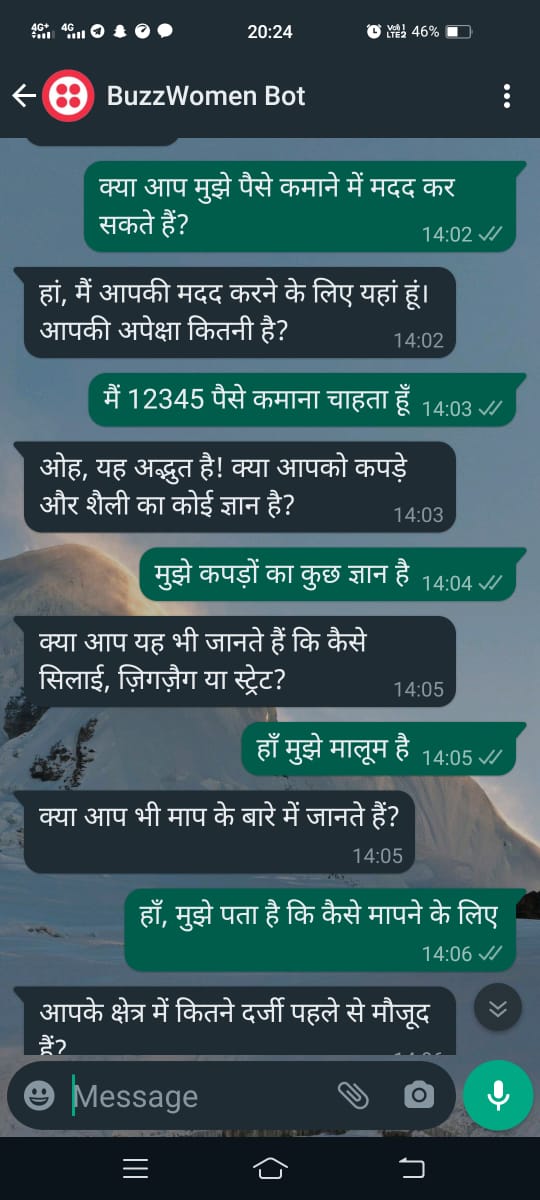 4G+ 4G 20:24 Vo) 1 LTE2 46%
BuzzWomen Bot
क्या आप मुझे पैसे कमाने में मदद कर
सकते हैं?
14:02
हां, मैं आपकी मदद करने के लिए यहां हूं।
आपकी अपेक्षा कितनी है?
14:02
मैं 12345 पैसे कमाना चाहता हूँ 14:03
ओह, यह अद्भुत है! क्या आपको कपड़े
और शैली का कोई ज्ञान है?
14:03
मुझे कपड़ों का कुछ ज्ञान है 14:04
क्या आप यह भी जानते हैं कि कैसे
सिलाई, ज़िगज़ैग या स्ट्रेट?
14:05
हाँ मुझे मालूम है 14:05
क्या आप भी माप के बारे में जानते हैं?
14:05
हाँ, मुझे पता है कि कैसे मापने के लिए
14:06
आपके क्षेत्र में कितने दर्जी पहले से मौजूद
हैं?
Message